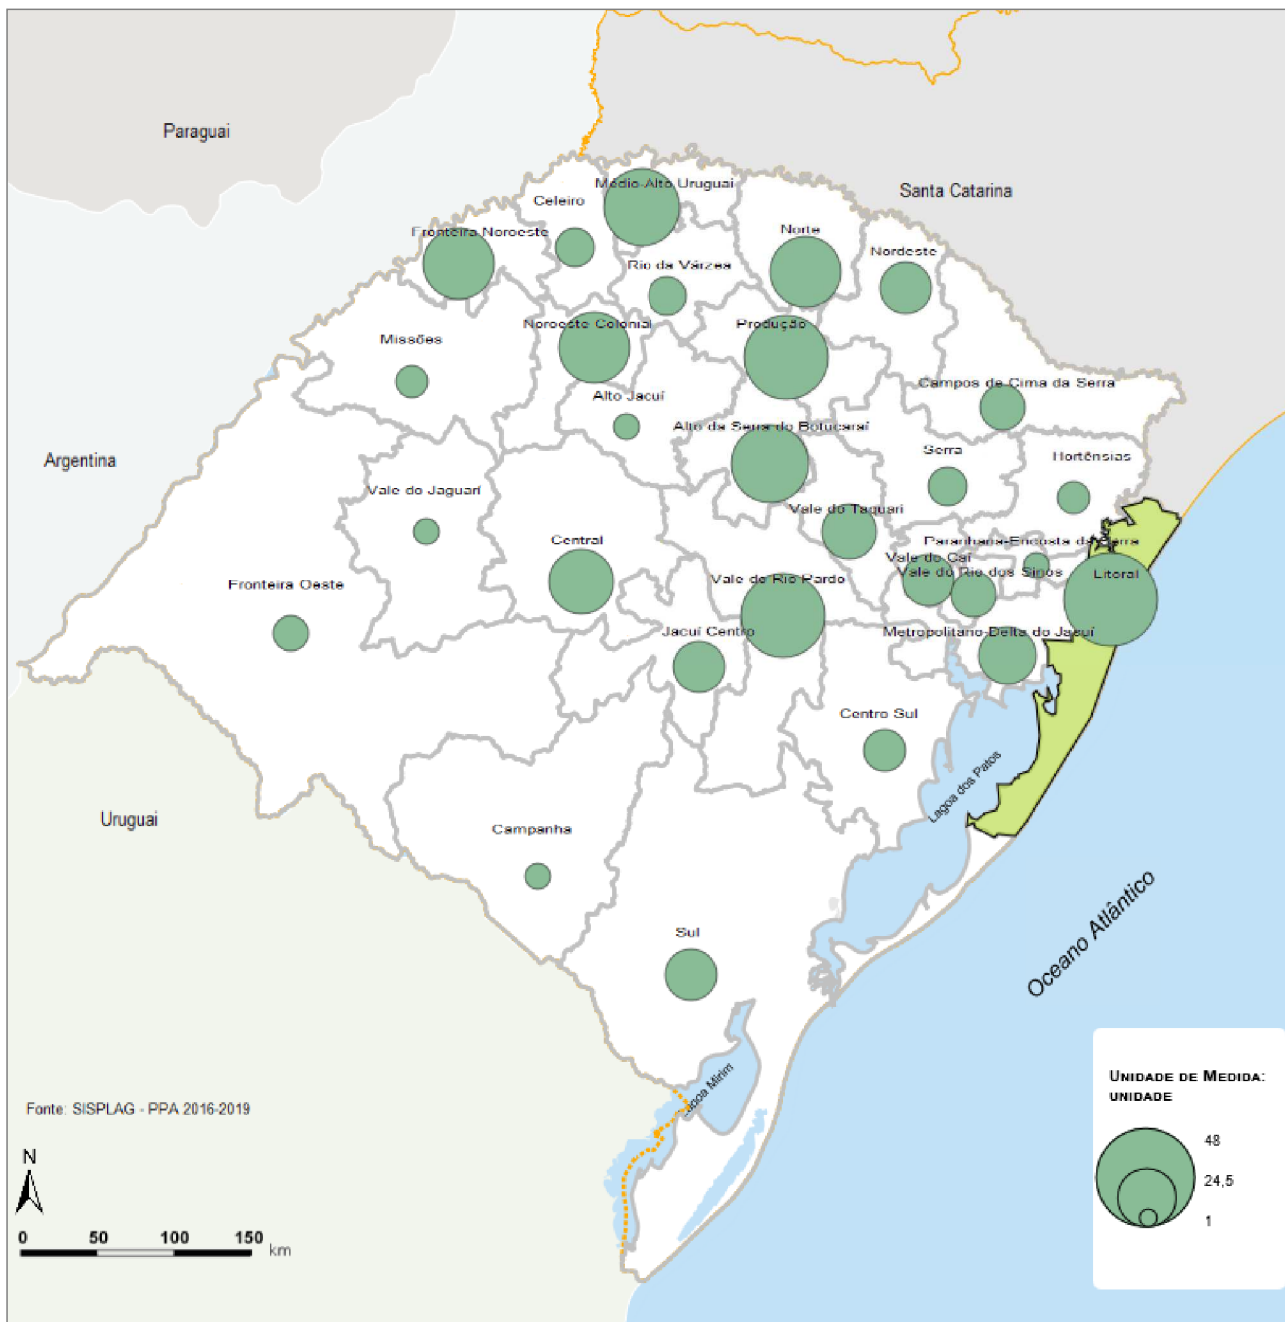 Paraguai
Santa Catarina
Médio-Alto Uruguai
Celeiro
Fronteira Noroeste
Norte
Nordeste
Rio da Várzea
Noroeste Colonial
Produção
Missões
Campos de Cima da Serra
Alto Jacuí
Alto da Serra do Botucaraí
Argentina
Serra
Hortênsias
Vale do Jaguarí
Vale do Taquari
Central
Paranhana-Encosta da Serra
Vale do Caí
Vale do Rio dos Sinos
Litoral
Fronteira Oeste
Vale do Rio Pardo
Jacuí Centro
Metropolitano-Delta do Jacuí
Centro Sul
Lagoa dos Patos
Uruguai
Campanha
Oceano Atlântico
Sul
Lagoa Mirim
Fonte: SISPLAG - PPA 2016-2019
N
0 50 100 150
km
UNIDADE DE MEDIDA:
UNIDADE
48
24,5
1